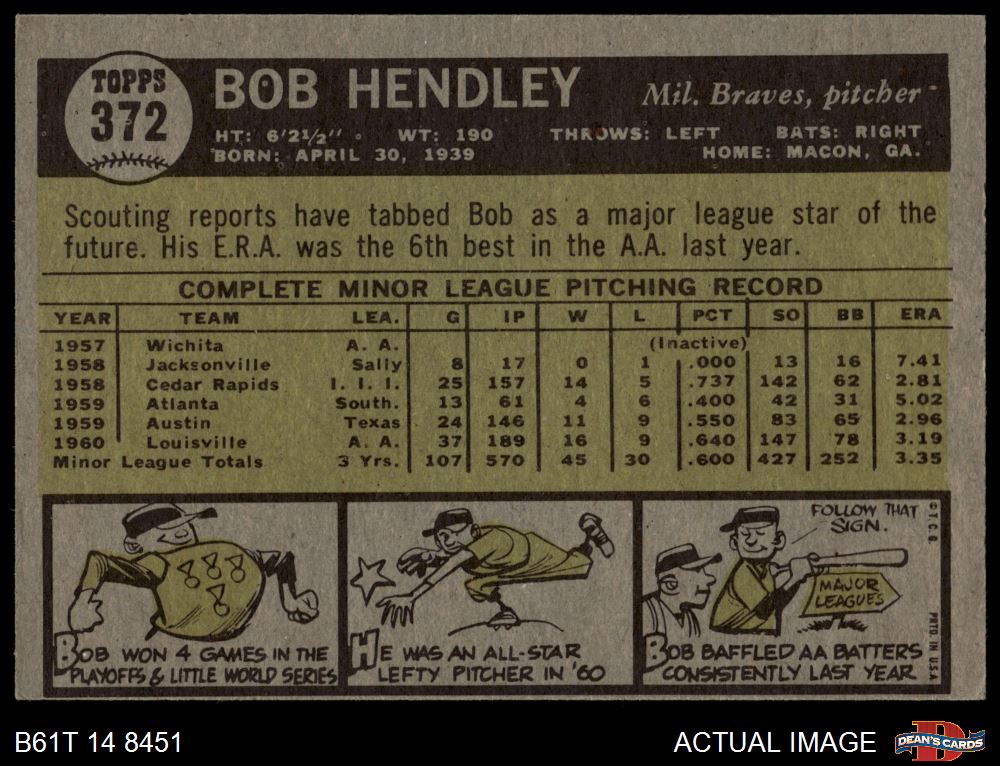 TOPPS
372
BOB HENDLEY
Mil. Braves, pitcher
HT: 6'2½" WT: 190 THROWS: LEFT BATS: RIGHT
BORN: APRIL 30, 1939 HOME: MACON, GA.
Scouting reports have tabbed Bob as a major league star of the
future. His E.R.A. was the 6th best in the A.A. last year.
COMPLETE MINOR LEAGUE PITCHING RECORD
YEAR TEAM LEA. G IP W L PCT SO BB ERA
1957 Wichita A. A. (Inactive)
1958 Jacksonville Sally 8 17 0 1 .000 13 16 7.41
1958 Cedar Rapids I. I. I. 25 157 14 5 .737 142 62 2.81
1959 Atlanta South. 13 61 4 6 .400 42 31 5.02
1959 Austin Texas 24 146 11 9 .550 83 65 2.96
1960 Louisville A. A. 37 189 16 9 .640 147 78 3.19
Minor League Totals 3 Yrs. 107 570 45 30 .600 427 252 3.35
BOB WON 4 GAMES IN THE
PLAYOFFS & LITTLE WORLD SERIES
HE WAS AN ALL-STAR
LEFTY PITCHER IN '60
FOLLOW THAT
SIGN.
MAJOR
LEAGUES
BOB BAFFLED AA BATTERS
CONSISTENTLY LAST YEAR
© T. C. G.
PRTD IN U.S.A.
B61T 14 8451
ACTUAL IMAGE
DEAN'S CARDS